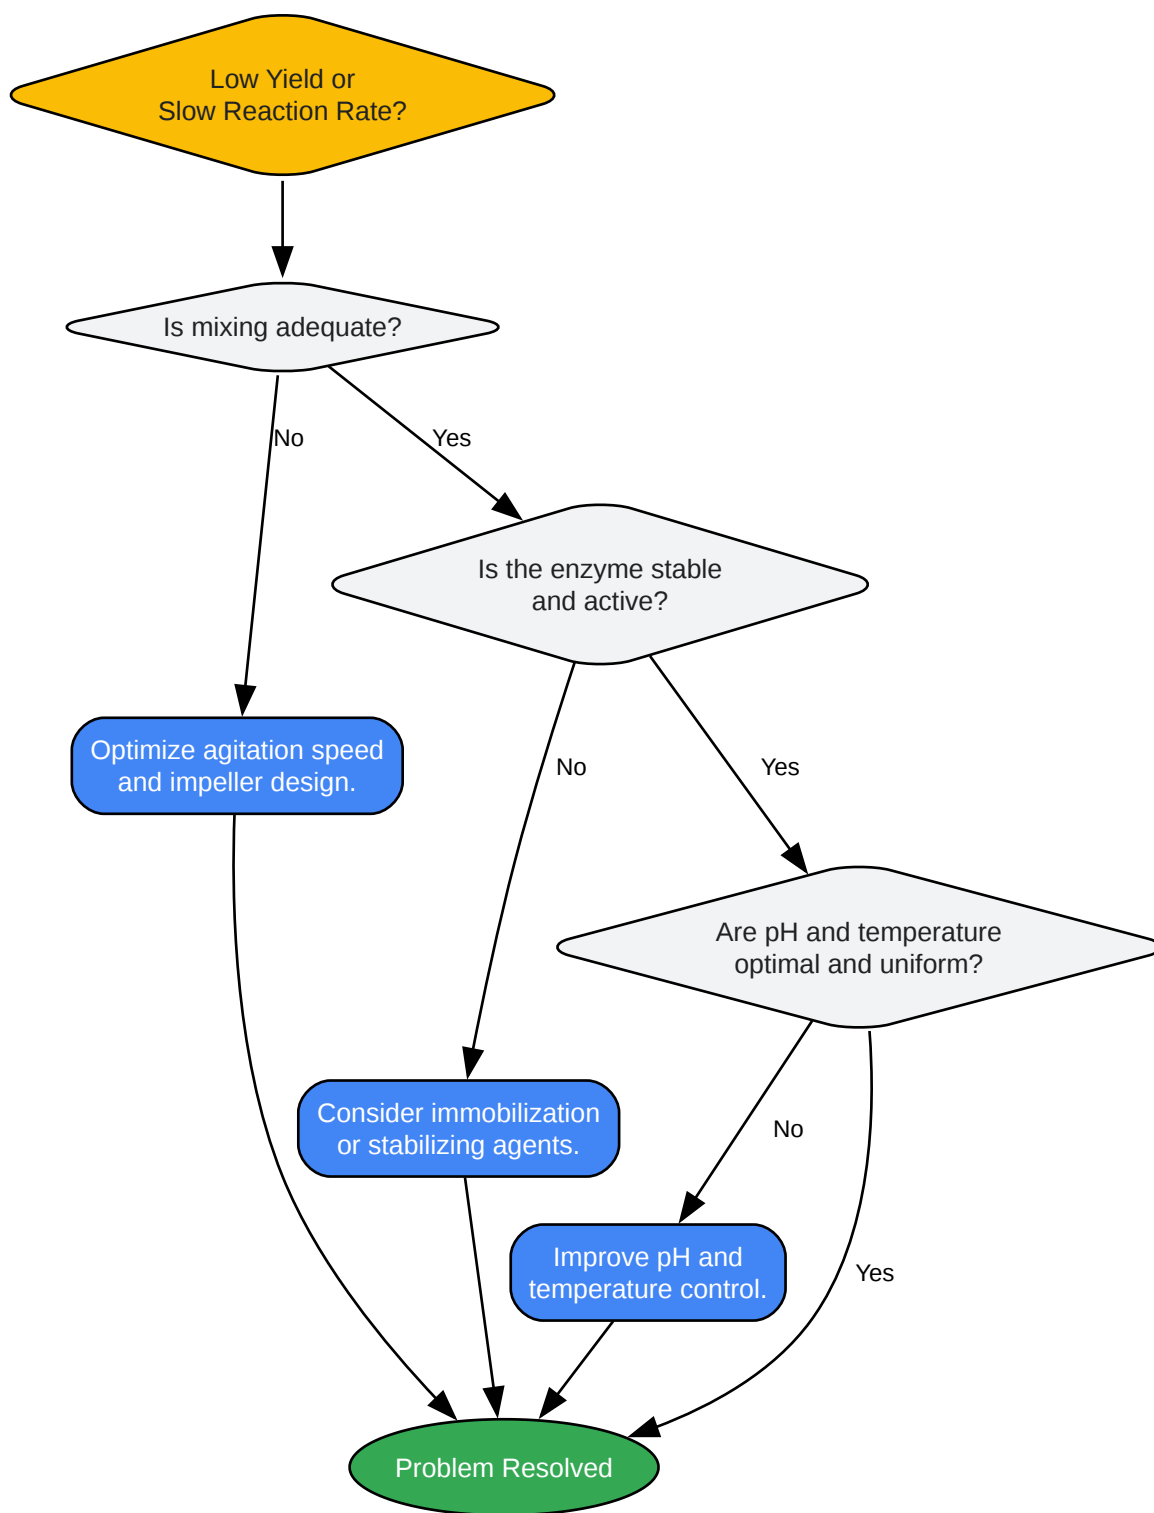 Low Yield or
Slow Reaction Rate?
Is mixing adequate?
No
Yes
Is the enzyme stable
and active?
Optimize agitation speed
and impeller design.
No
Yes
Are pH and temperature
optimal and uniform?
Consider immobilization
or stabilizing agents.
No
Improve pH and
temperature control.
Yes
Problem Resolved